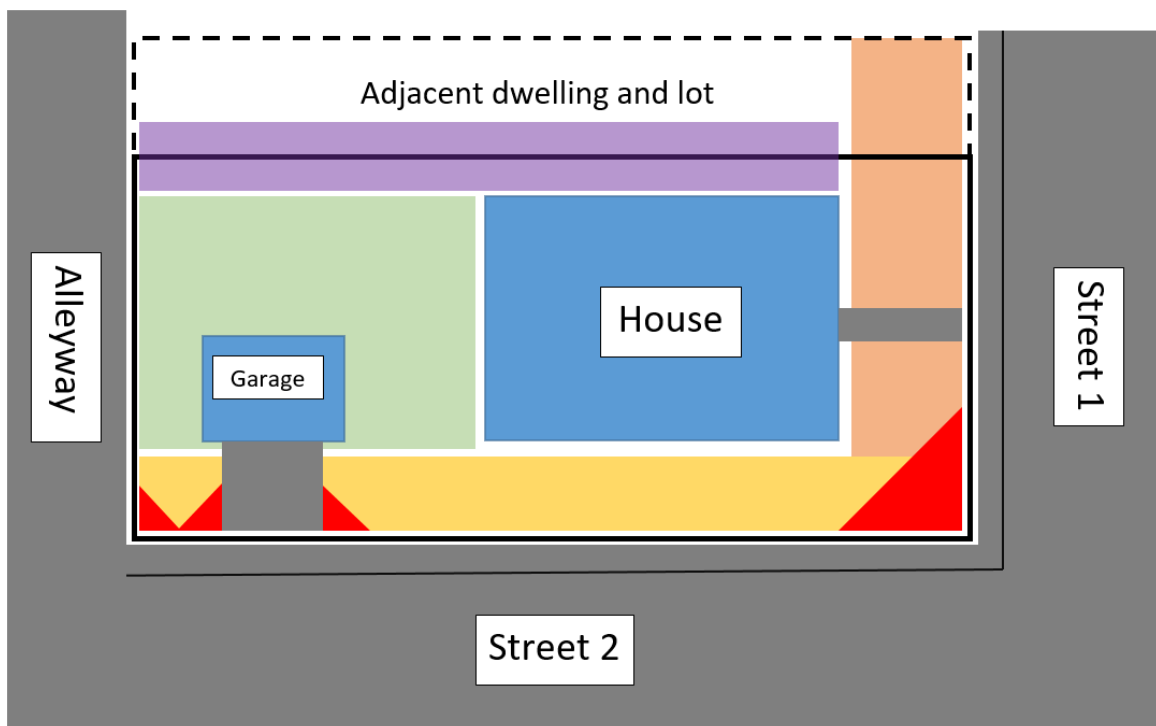 Adjacent dwelling and lot
Alleyway
House
Street 1
Garage
Street 2